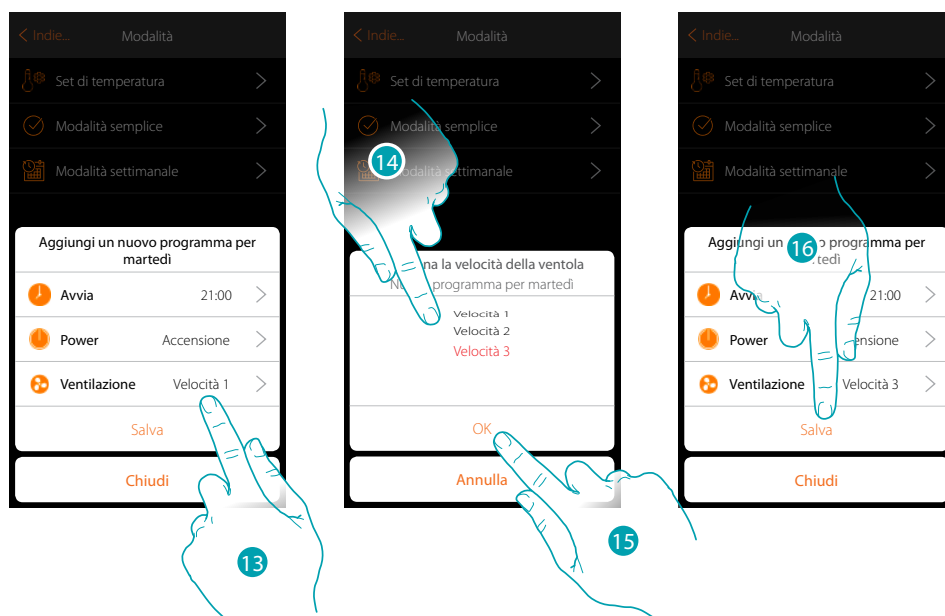 < Indie... Modalità
Set di temperatura
Modalità semplice
Modalità settimanale
Aggiungi un nuovo programma per
martedì
Avvia 21:00
Power Accensione
Ventilazione Velocità 1
Salva
Chiudi
13
< Indie... Modalità
Set di temperatura
Modalità semplice
14
settimanale
la velocità della ventola
programma per martedì
Velocità 1
Velocità 2
Velocità 3
OK
Annulla
15
< Indie... Modalità
Set di temperatura
Modalità semplice
Modalità settimanale
Aggiungi un programma per
16
21:00
Power
Ventilazione Velocità 3
Salva
Chiudi